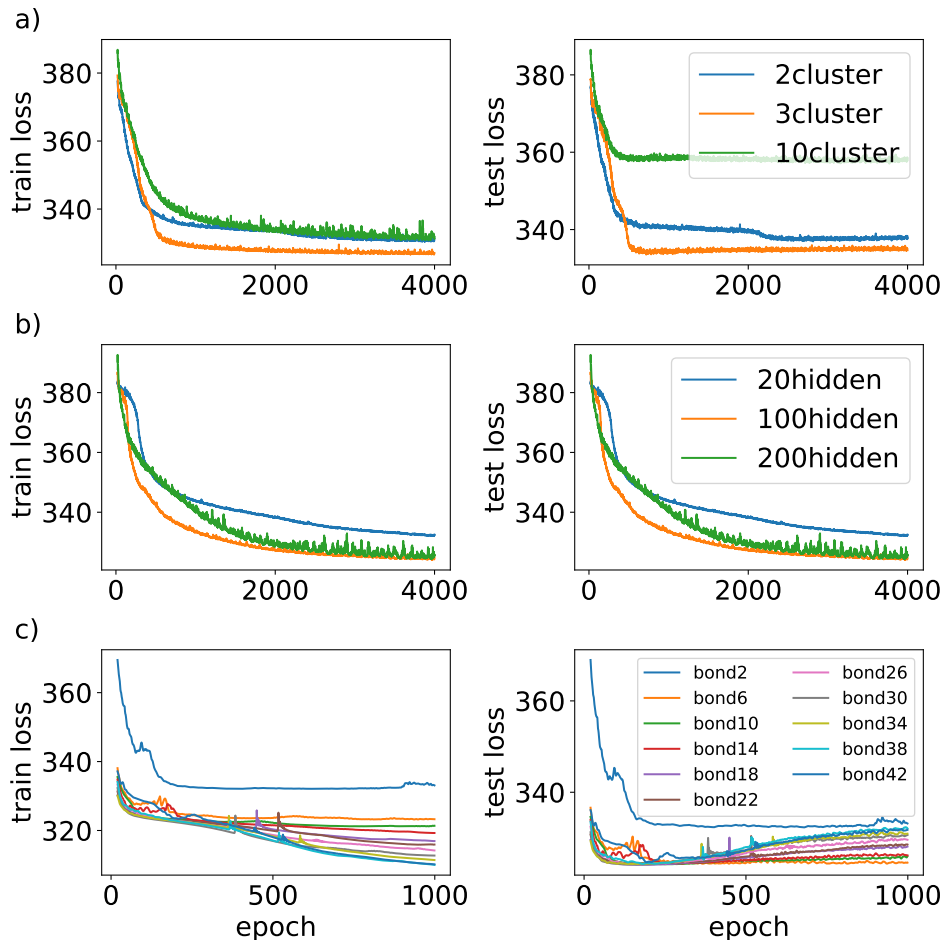 a)
train loss
380
360
340
0
2000
4000
test loss
380
360
340
0
2000
4000
2cluster
3cluster
10cluster
b)
train loss
380
360
340
0
2000
4000
test loss
380
360
340
0
2000
4000
20hidden
100hidden
200hidden
c)
train loss
360
340
320
0
500
1000
epoch
test loss
360
340
0
500
1000
epoch
bond2
bond6
bond10
bond14
bond18
bond22
bond26
bond30
bond34
bond38
bond42